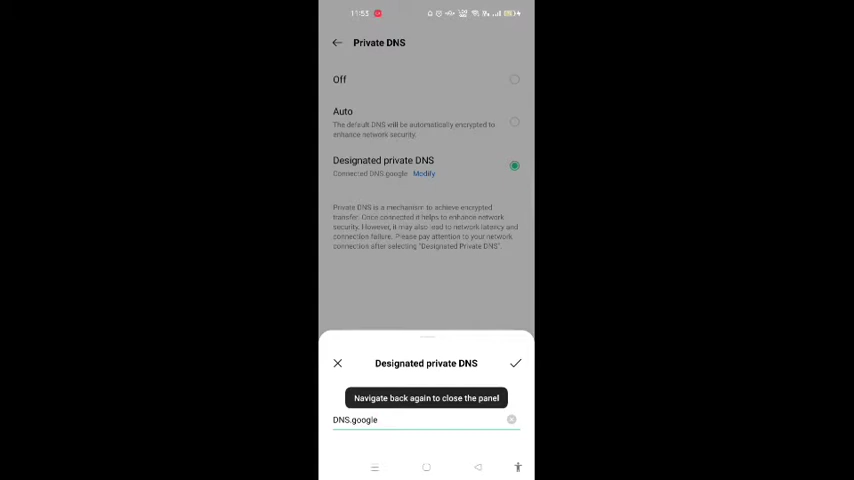 11:53
Private DNS
Off
Auto
The default DNS will be automatically encrypted to
enhance network security.
Designated private DNS
Connected DNS.google Modify
Private DNS is a mechanism to achieve encrypted
transfer. Once connected it helps to enhance network
security. However, it may also lead to network latency and
connection failure. Please pay attention to your network
connection after selecting "Designated Private DNS".
Designated private DNS
Navigate back again to close the panel
DNS.google